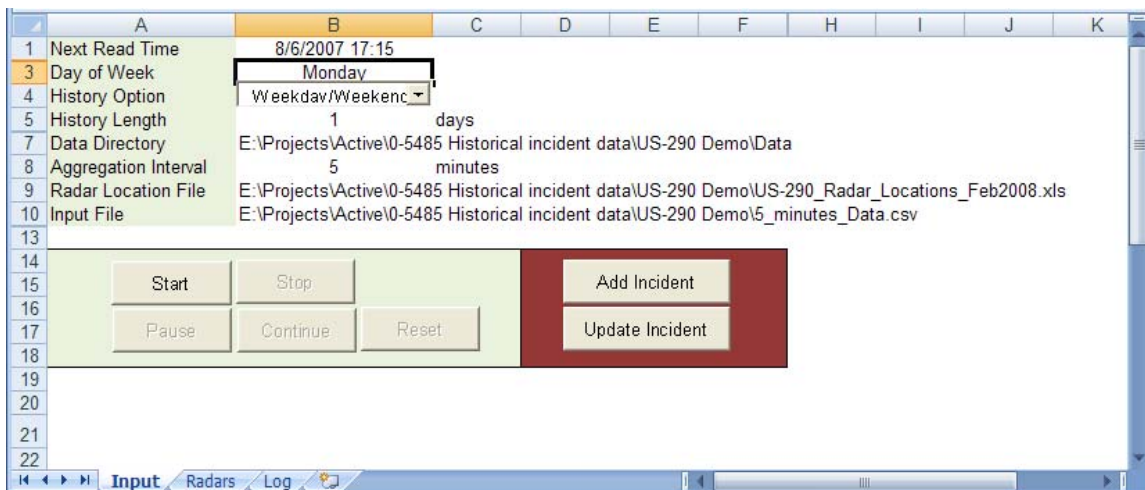 A B C D E F H I J K
1 Next Read Time 8/6/2007 17:15
3 Day of Week Monday
4 History Option Weekday/Weekend
5 History Length 1 days
7 Data Directory E:\Projects\Active\0-5485 Historical incident data\US-290 Demo\Data
8 Aggregation Interval 5 minutes
9 Radar Location File E:\Projects\Active\0-5485 Historical incident data\US-290 Demo\US-290_Radar_Locations_Feb2008.xls
10 Input File E:\Projects\Active\0-5485 Historical incident data\US-290 Demo\5_minutes_Data.csv
13
14
15 Start Stop Add Incident
16
17 Pause Continue Reset Update Incident
18
19
20
21
22
Input Radars Log